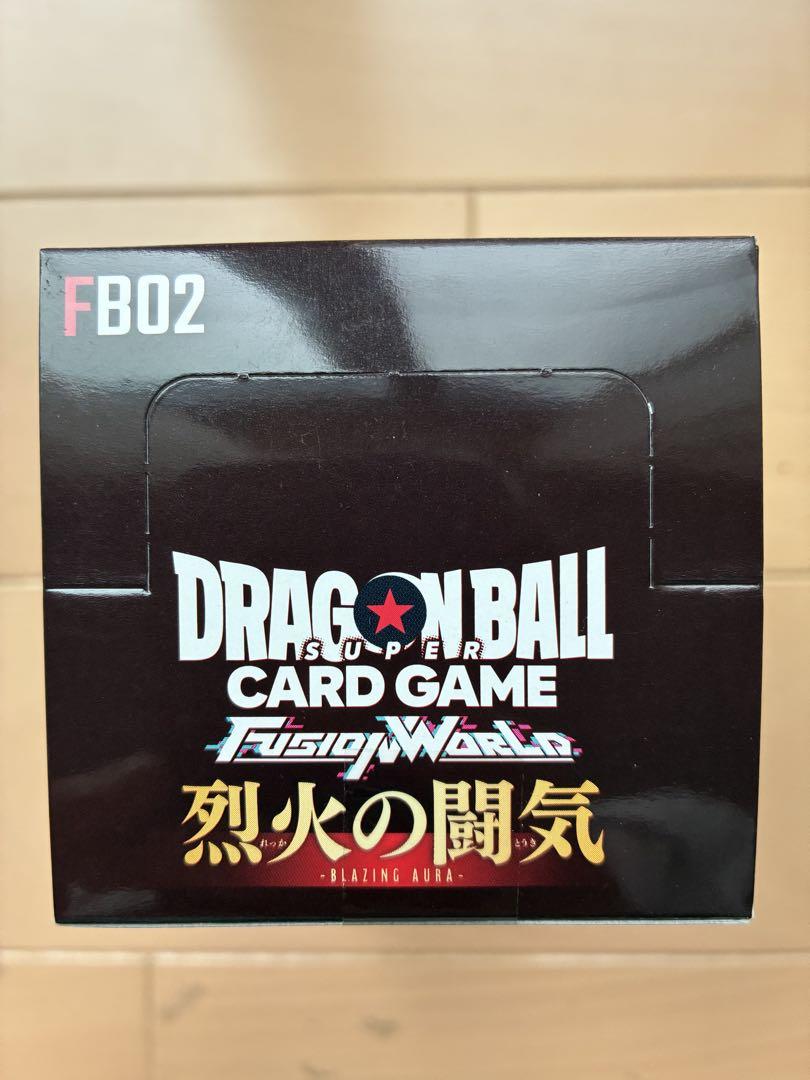 FB02
DRAGON BALL
SUPER
CARD GAME
FUSION WORLD
烈火の闘気
れっか とうき
-BLAZING AURA-